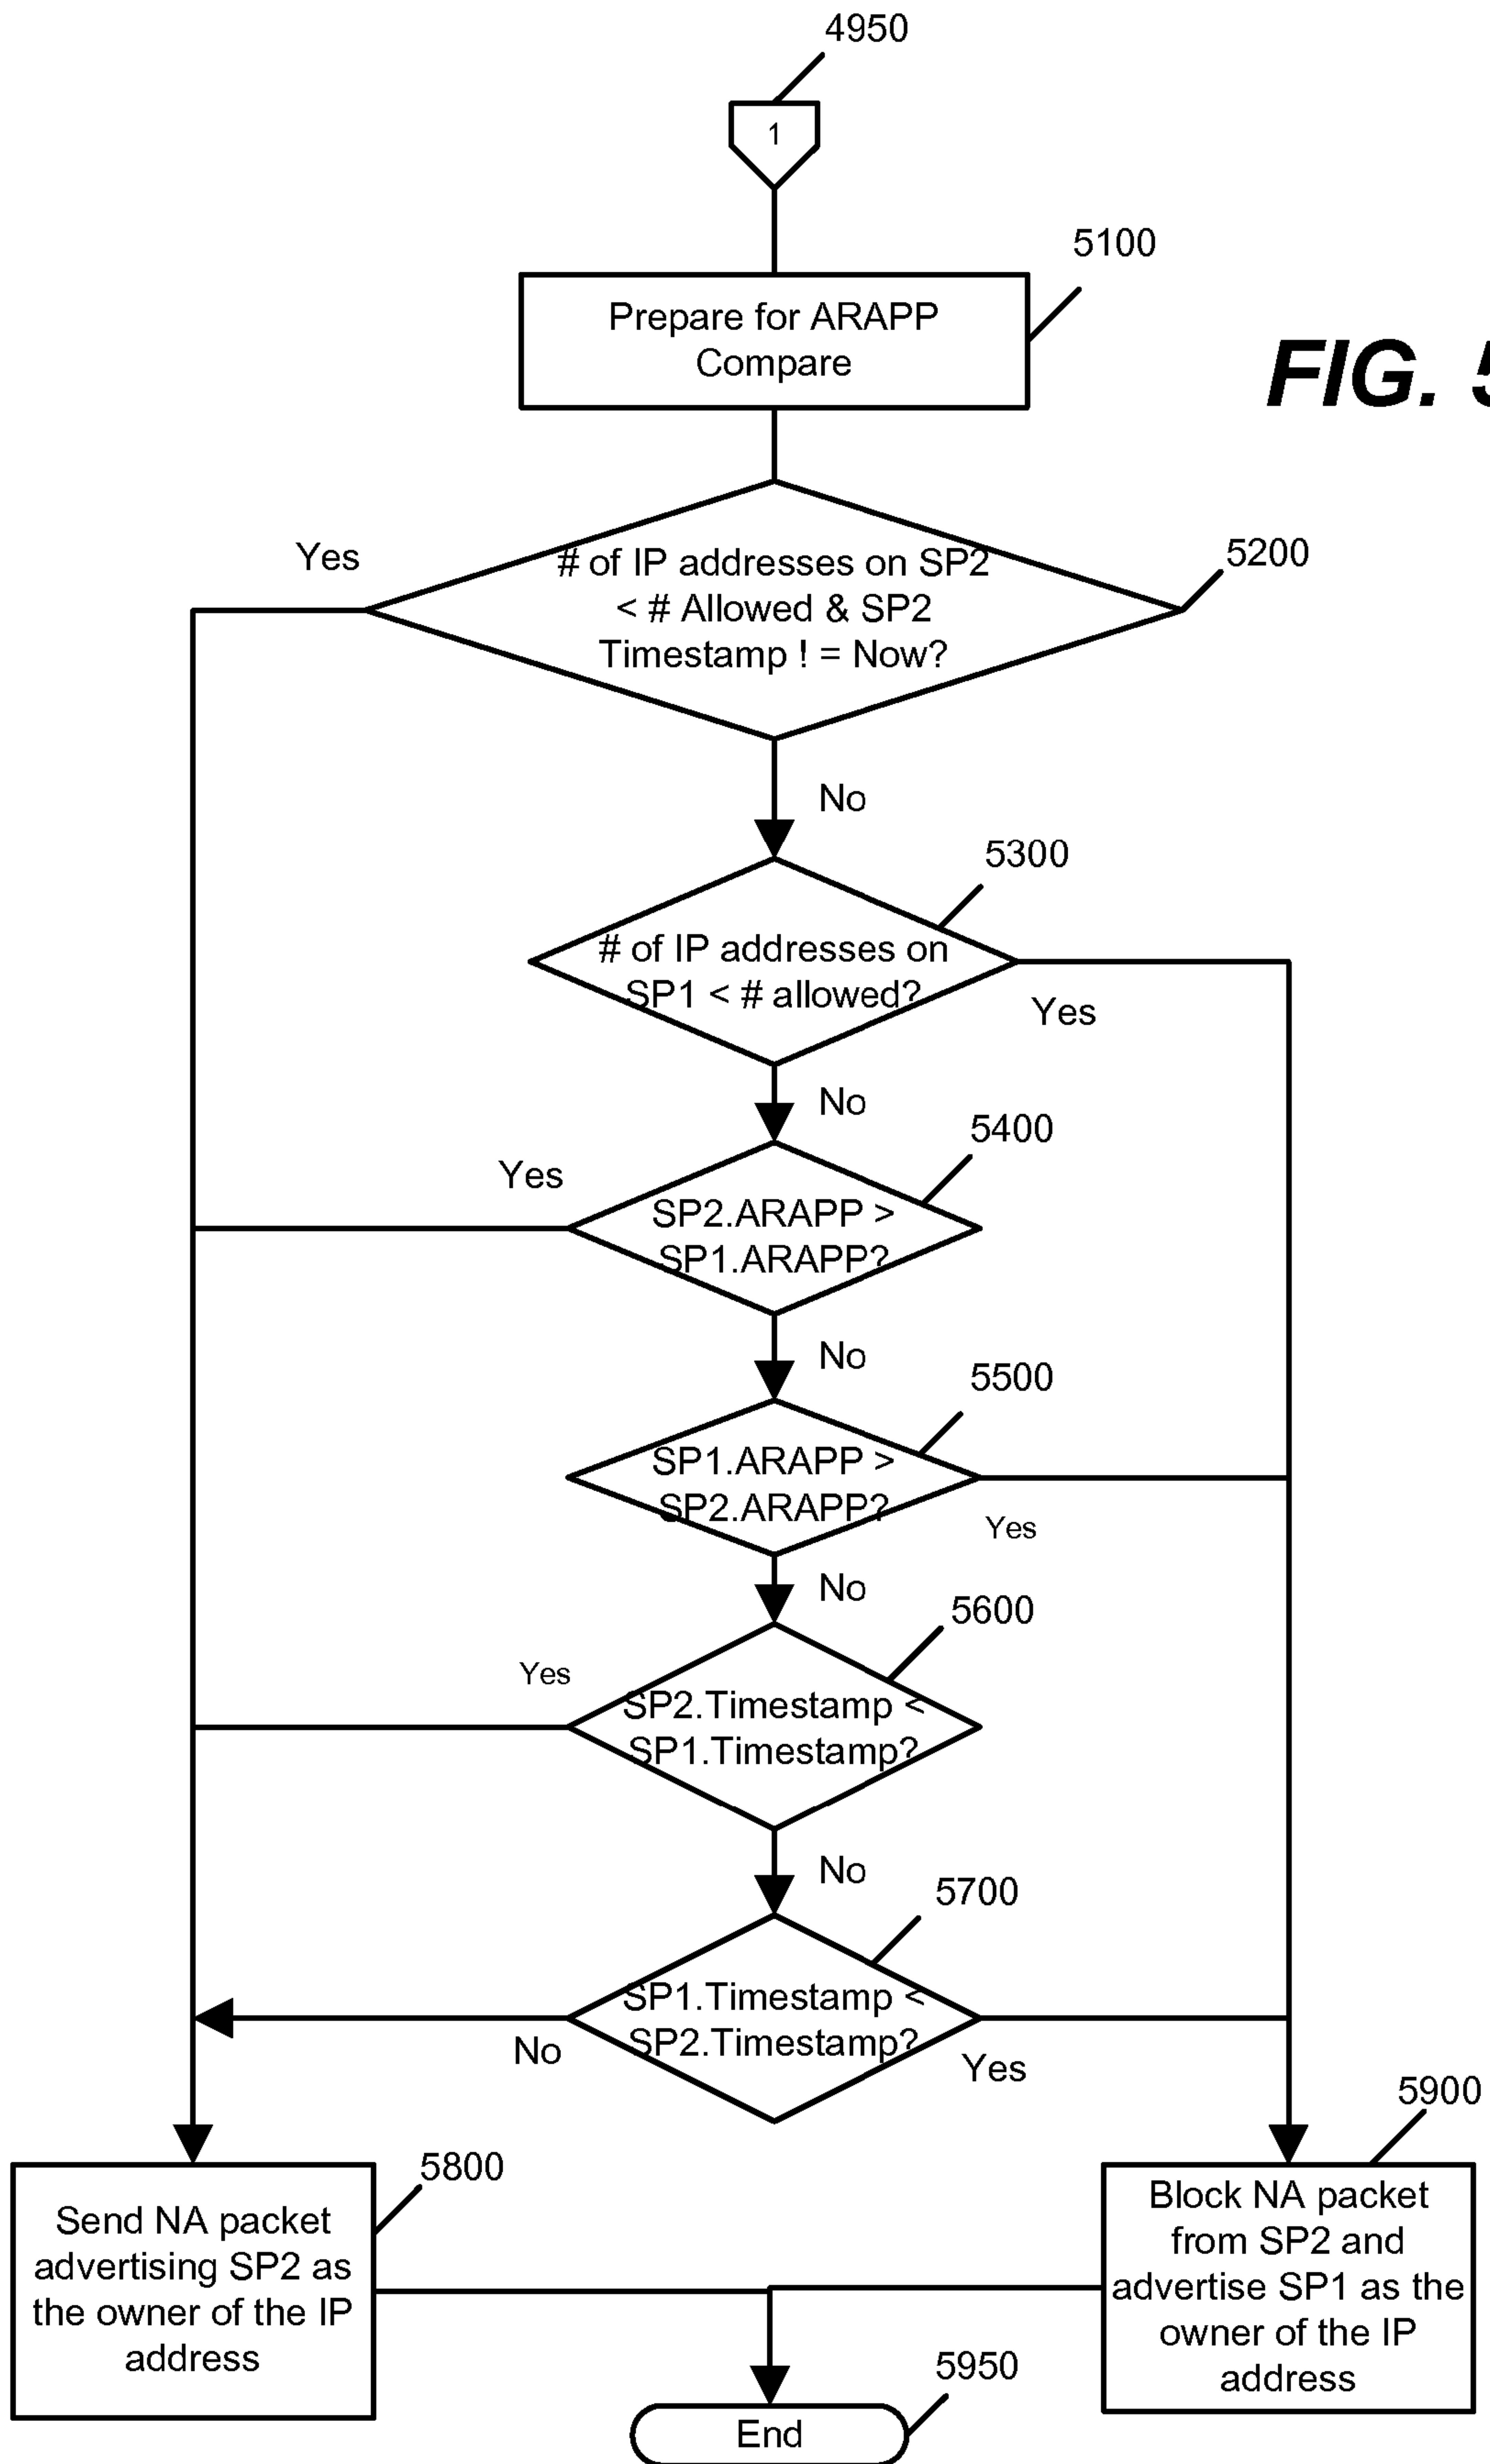 4950
1
5100
Prepare for ARAPP
Compare
FIG. 5
Yes
# of IP addresses on SP2
< # Allowed & SP2
Timestamp ! = Now?
5200
No
5300
# of IP addresses on
SP1 < # allowed?
Yes
No
5400
Yes
SP2.ARAPP >
SP1.ARAPP?
No
5500
SP1.ARAPP >
SP2.ARAPP?
Yes
No
5600
Yes
SP2.Timestamp <
SP1.Timestamp?
No
5700
SP1.Timestamp <
SP2.Timestamp?
No
Yes
5800
Send NA packet
advertising SP2 as
the owner of the IP
address
5900
Block NA packet
from SP2 and
advertise SP1 as the
owner of the IP
address
5950
End